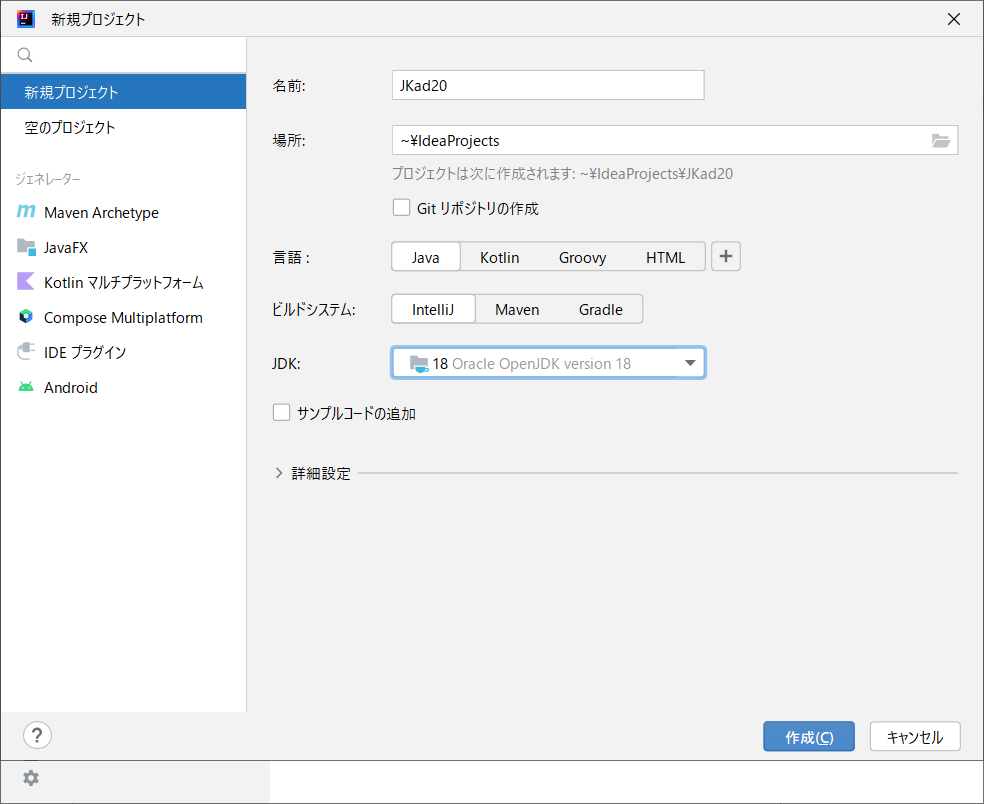 新規プロジェクト
新規プロジェクト
空のプロジェクト
ジェネレーター
Maven Archetype
JavaFX
Kotlin マルチプラットフォーム
Compose Multiplatform
IDE プラグイン
Android
名前:
JKad20
場所:
~¥IdeaProjects
プロジェクトは次に作成されます: ~¥IdeaProjects¥JKad20
Git リポジトリの作成
言語 :
Java Kotlin Groovy HTML +
ビルドシステム:
IntelliJ Maven Gradle
JDK:
18 Oracle OpenJDK version 18
サンプルコードの追加
詳細設定
?
作成(C)
キャンセル